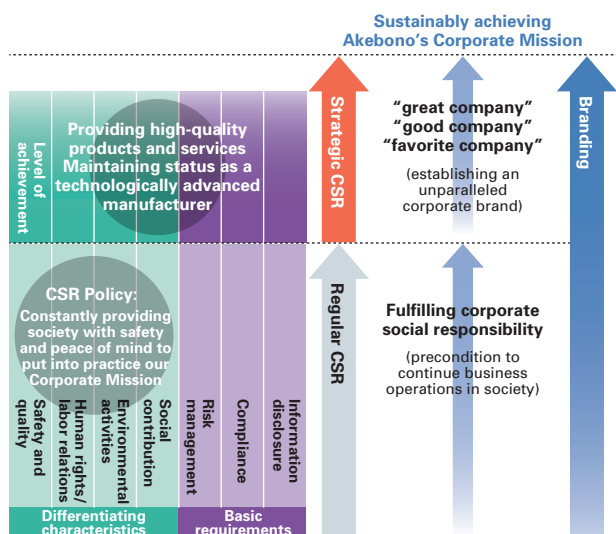 Sustainably achieving
Akebono's Corporate Mission
Level of
achievement
Providing high-quality
products and services
Maintaining status as a
technologically advanced
manufacturer
Strategic CSR
“great company”
“good company”
“favorite company”
(establishing an
unparalleled
corporate brand)
Branding
CSR Policy:
Constantly providing
society with safety
and peace of mind to
put into practice our
Corporate Mission
Regular CSR
Fulfilling corporate
social responsibility
(precondition to
continue business
operations in society)
Safety and
quality
Human rights/
labor relations
Environmental
activities
Social
contribution
Risk
management
Compliance
Information
disclosure
Differentiating
characteristics
Basic
requirements